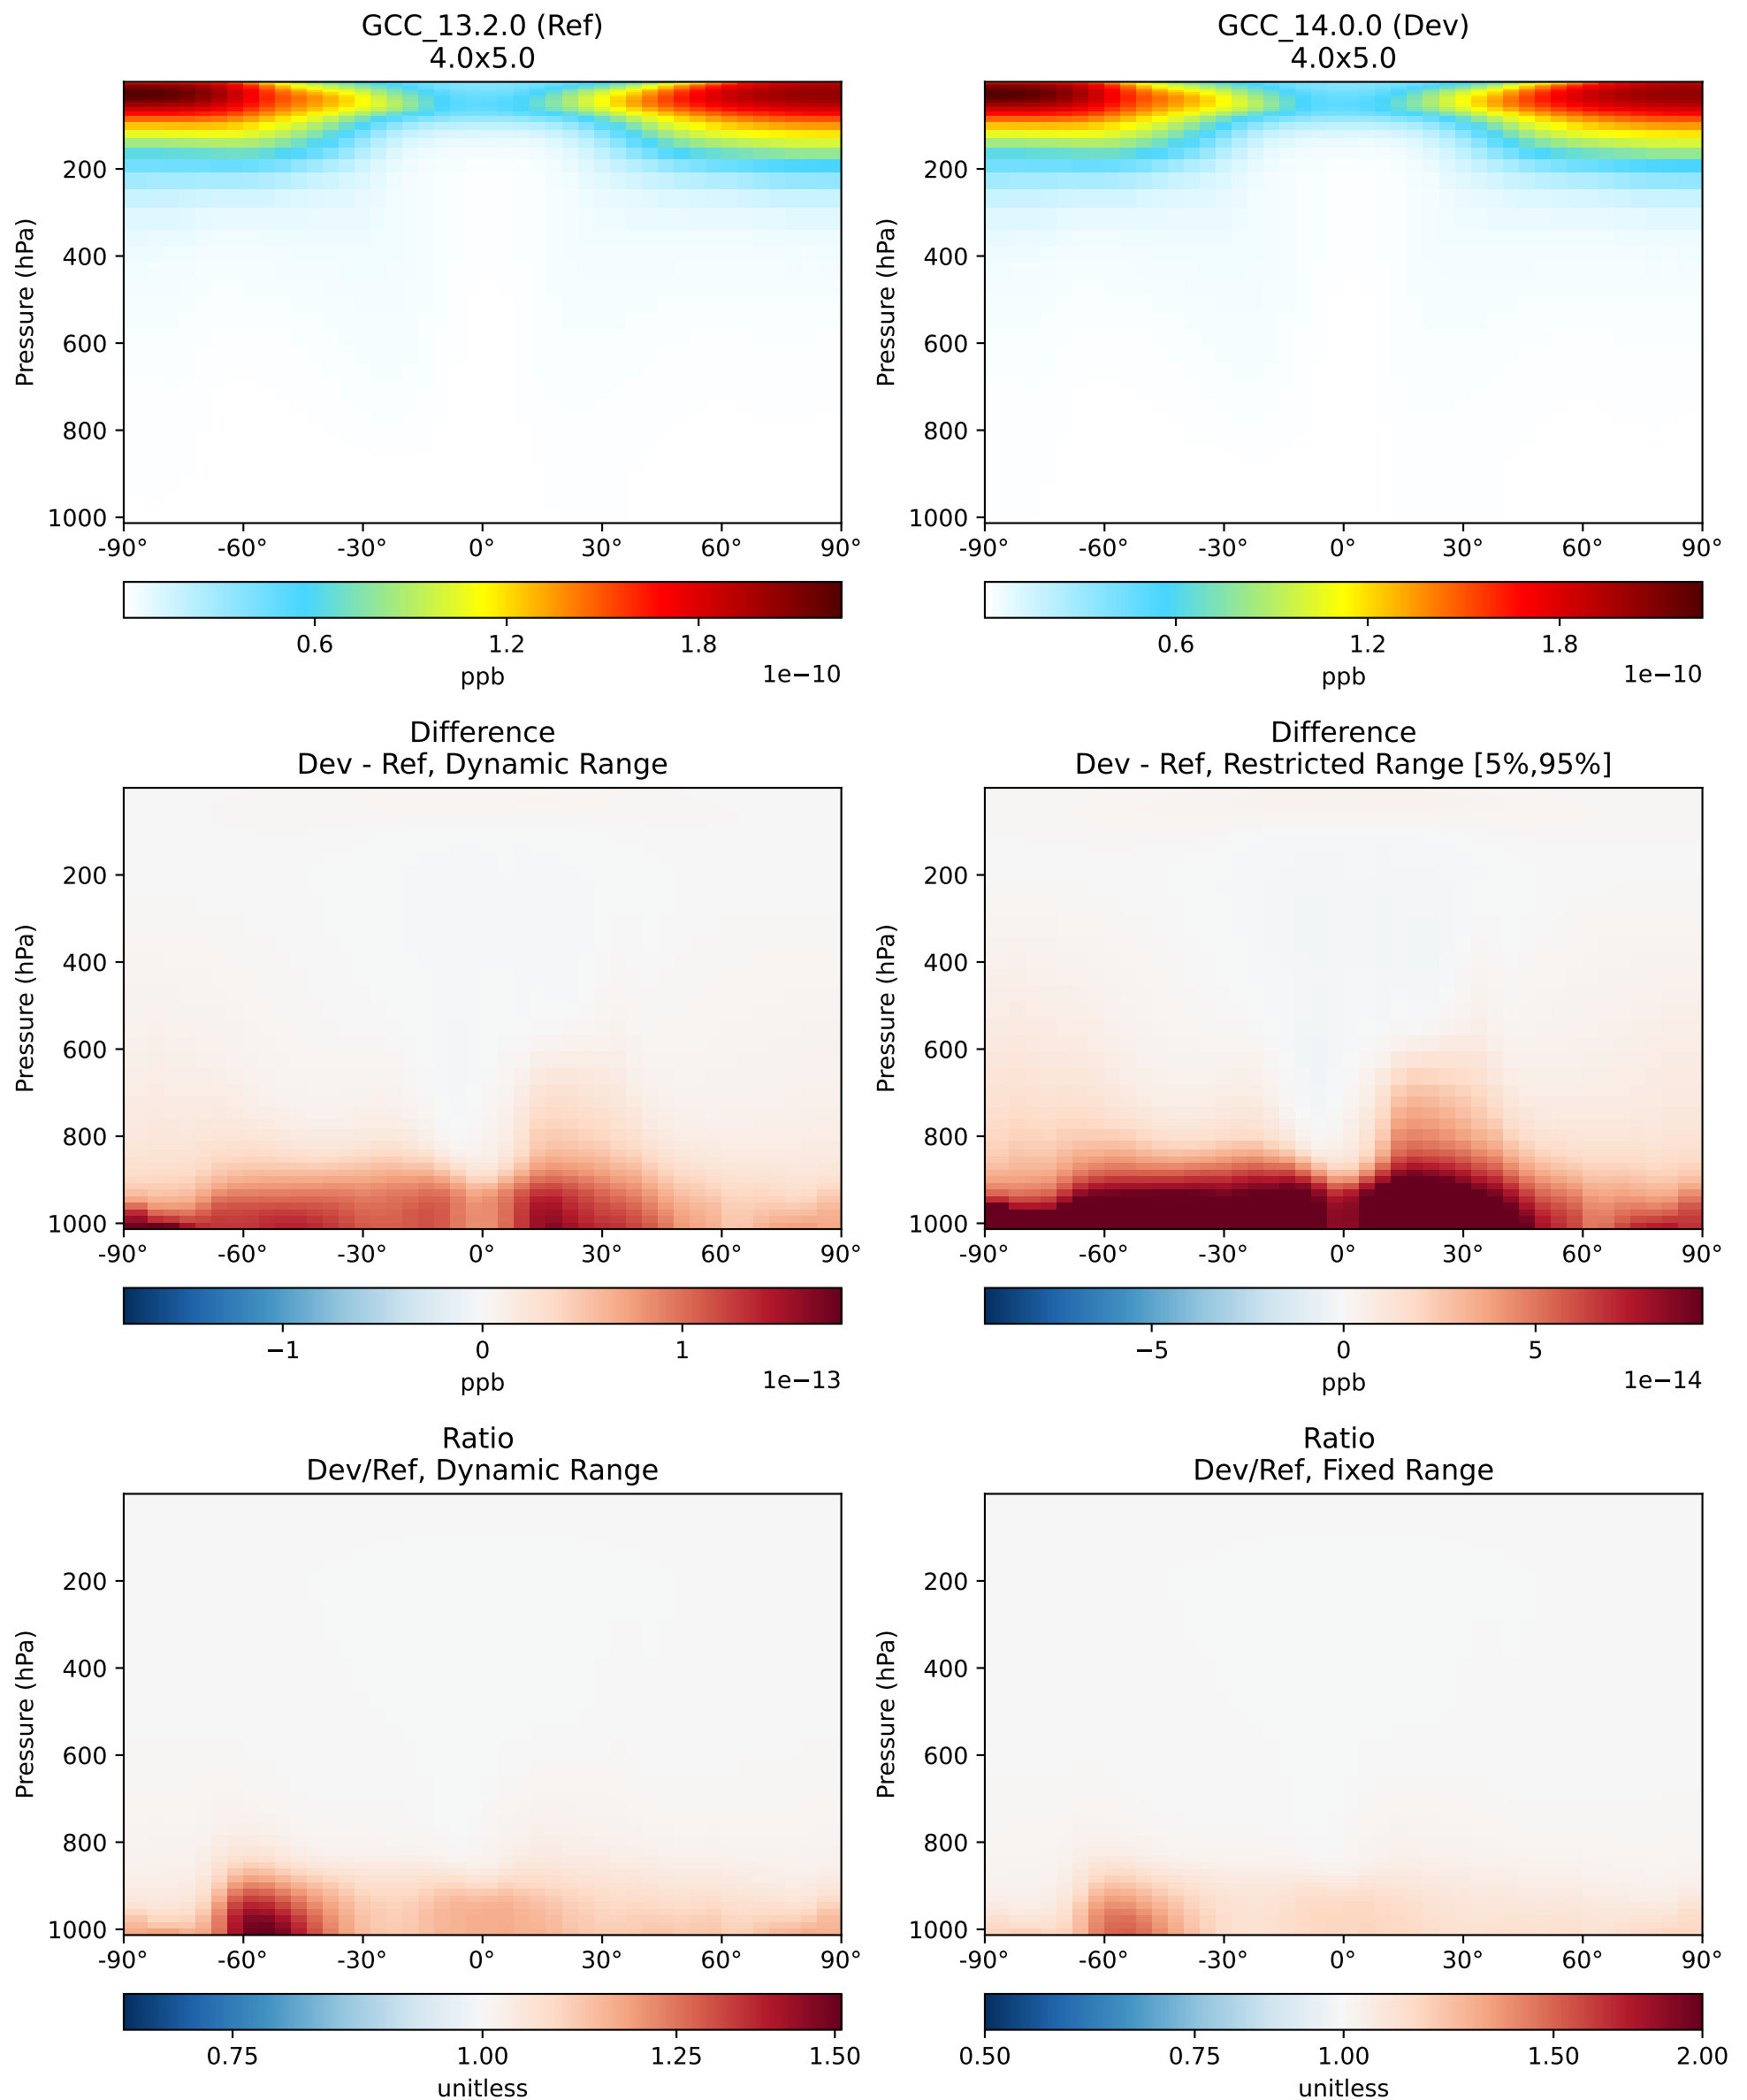 GCC_13.2.0 (Ref)
4.0x5.0
GCC_14.0.0 (Dev)
4.0x5.0
Pressure (hPa)
200
400
600
800
1000
-90° -60° -30° 0° 30° 60° 90°
0.6 1.2 1.8
ppb
1e−10
Pressure (hPa)
200
400
600
800
1000
-90° -60° -30° 0° 30° 60° 90°
0.6 1.2 1.8
ppb
1e−10
Difference
Dev - Ref, Dynamic Range
Pressure (hPa)
200
400
600
800
1000
-90° -60° -30° 0° 30° 60° 90°
−1 0 1
ppb
1e−13
Difference
Dev - Ref, Restricted Range [5%,95%]
Pressure (hPa)
200
400
600
800
1000
-90° -60° -30° 0° 30° 60° 90°
−5 0 5
ppb
1e−14
Ratio
Dev/Ref, Dynamic Range
Pressure (hPa)
200
400
600
800
1000
-90° -60° -30° 0° 30° 60° 90°
0.75 1.00 1.25 1.50
unitless
Ratio
Dev/Ref, Fixed Range
Pressure (hPa)
200
400
600
800
1000
-90° -60° -30° 0° 30° 60° 90°
0.50 0.75 1.00 1.50 2.00
unitless